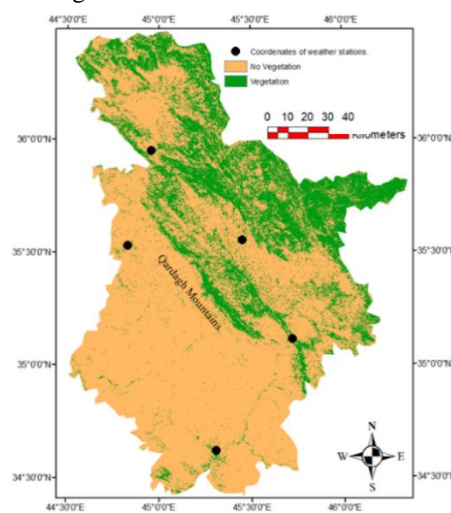 44°30'0"E 45°0'0"E 45°30'0"E 46°0'0"E
Coordenates of weather stations.
No Vegetation
Vegetation
0 5 10 20 30 40
Kilometers
36°0'0"N 36°0'0"N
35°30'0"N 35°30'0"N
Qardagh Mountains
35°0'0"N 35°0'0"N
N
W E
S
34°30'0"N 34°30'0"N
44°30'0"E 45°0'0"E 45°30'0"E 46°0'0"E